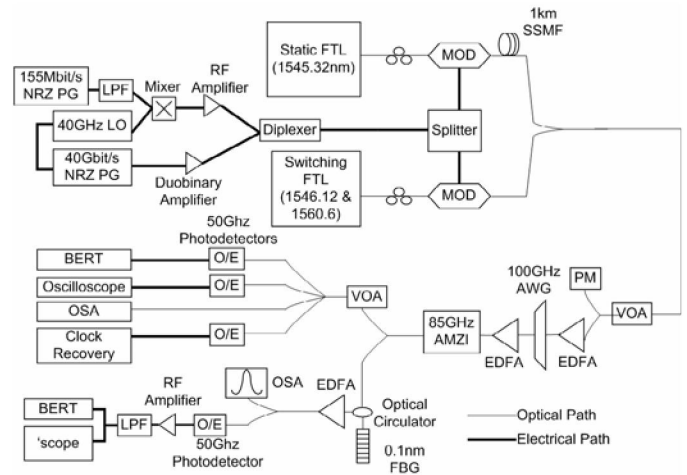 1km
SSMF
Static FTL
(1545.32nm)
MOD
155Mbit/s
NRZ PG
LPF
Mixer
RF
Amplifier
40GHz LO
Diplexer
Splitter
40Gbit/s
NRZ PG
Duobinary
Amplifier
Switching
FTL
(1546.12 &
1560.6)
MOD
50Ghz
Photodetectors
BERT
O/E
Oscilloscope
O/E
OSA
Clock
Recovery
O/E
VOA
85GHz
AMZI
EDFA
100GHz
AWG
EDFA
PM
VOA
OSA
EDFA
RF
Amplifier
BERT
'scope
LPF
O/E
50Ghz
Photodetector
Optical
Circulator
0.1nm
FBG
Optical Path
Electrical Path